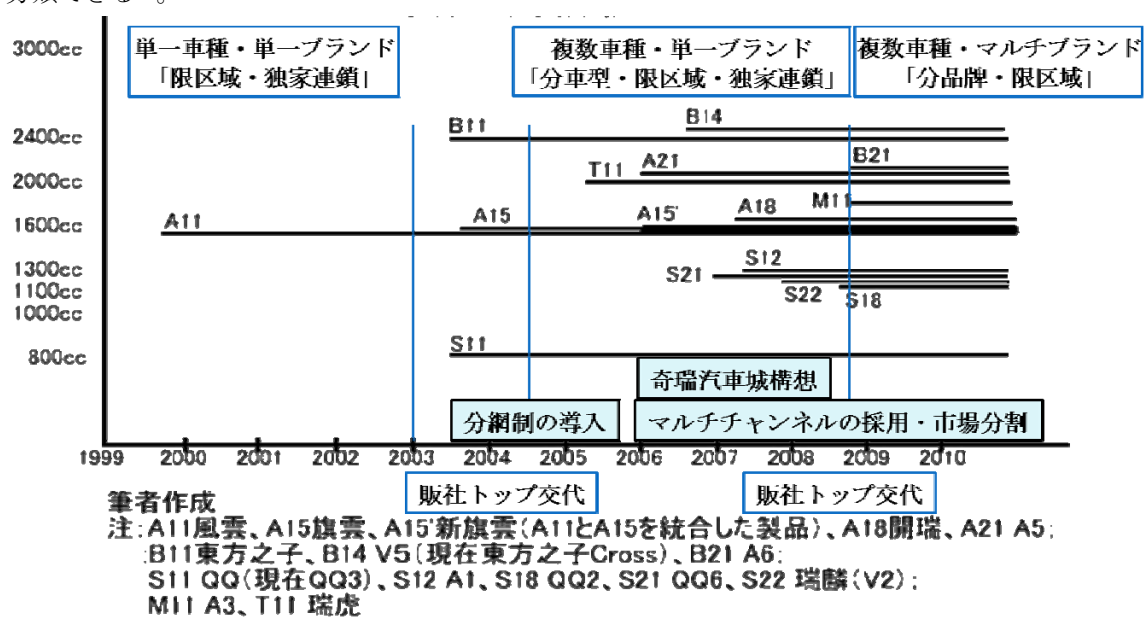 分類できる。
3000cc
2400cc
2000cc
1600cc
1300cc
1100cc
1000cc
800cc
単一車種・単一ブランド
「限区域・独家連鎖」
複数車種・単一ブランド
「分車型・限区域・独家連鎖」
複数車種・マルチブランド
「分品牌・限区域」
B11
B14
T11
A21
B21
A11
A15
A15'
A18
M11
S12
S21
S22
S18
S11
奇瑞汽車城構想
分網制の導入
マルチチャンネルの採用・市場分割
1999 2000 2001 2002 2003 2004 2005 2006 2007 2008 2009 2010
販社トップ交代
販社トップ交代
筆者作成
注:A11風雲、A15旗雲、A15'新旗雲(A11とA15を統合した製品)、A18開瑞、A21 A5;
:B11東方之子、B14 V5(現在東方之子Cross)、B21 A6;
S11 QQ(現在QQ3)、S12 A1、S18 QQ2、S21 QQ6、S22 瑞麟(V2);
M11 A3、T11 瑞虎